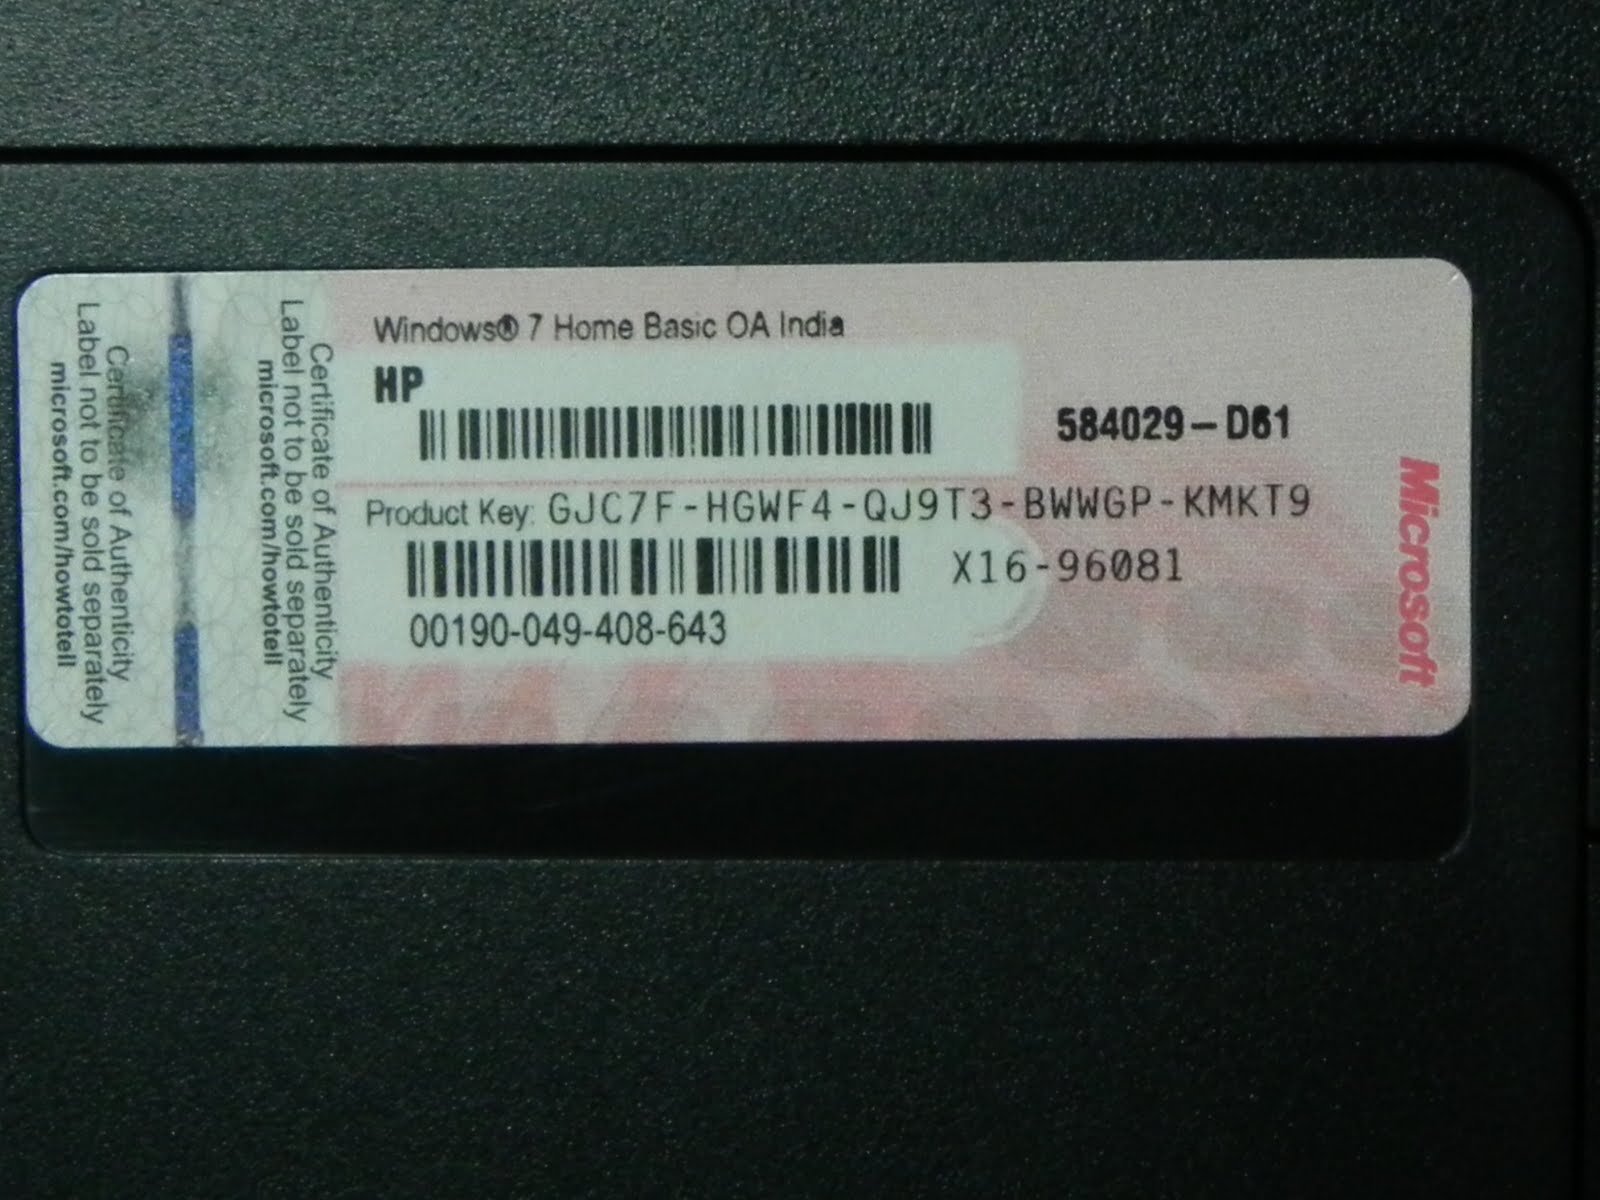 Certificate of Authenticity
Label not to be sold separately
microsoft.com/howtotell
Certificate of Authenticity
Label not to be sold separately
microsoft.com/howtotell
Windows® 7 Home Basic OA India
HP
584029-D61
Product Key: GJC7F-HGWF4-QJ9T3-BWWGP-KMKT9
X16-96081
00190-049-408-643
Microsoft